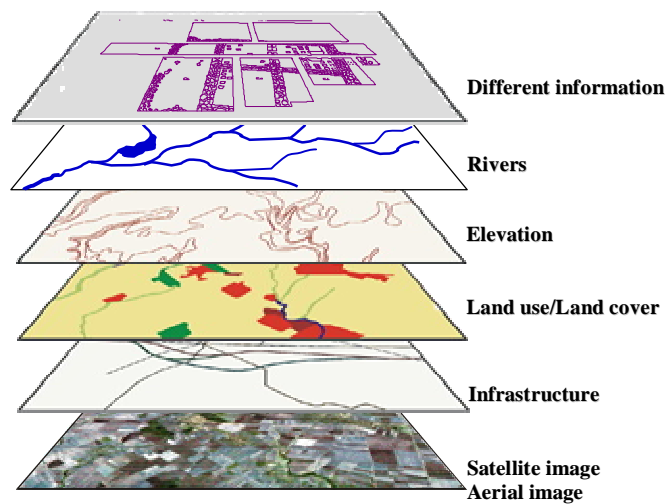 Different information
Rivers
Elevation
Land use/Land cover
Infrastructure
Satellite image
Aerial image